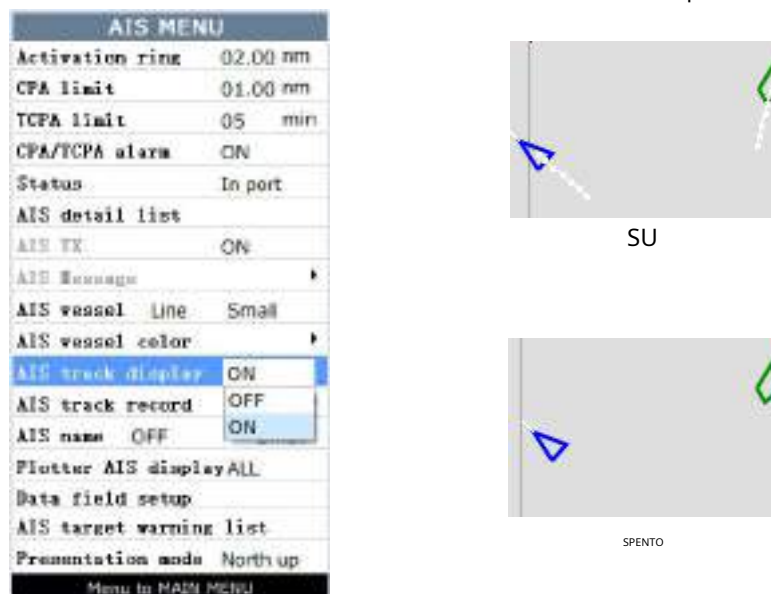 AIS MENU
Activation ring 02.00 nm
CPA limit 01.00 nm
TCPA limit 05 min
CPA/TCPA alarm ON
Status In port
AIS detail list
AIS TX ON
AIS Message
AIS vessel Line Small
AIS vessel color
AIS track display ON
AIS track record OFF
AIS name OFF ON
Plotter AIS display ALL
Data field setup
AIS target warning list
Presentation mode North up
Menu to MAIN MENU
SU
SPENTO